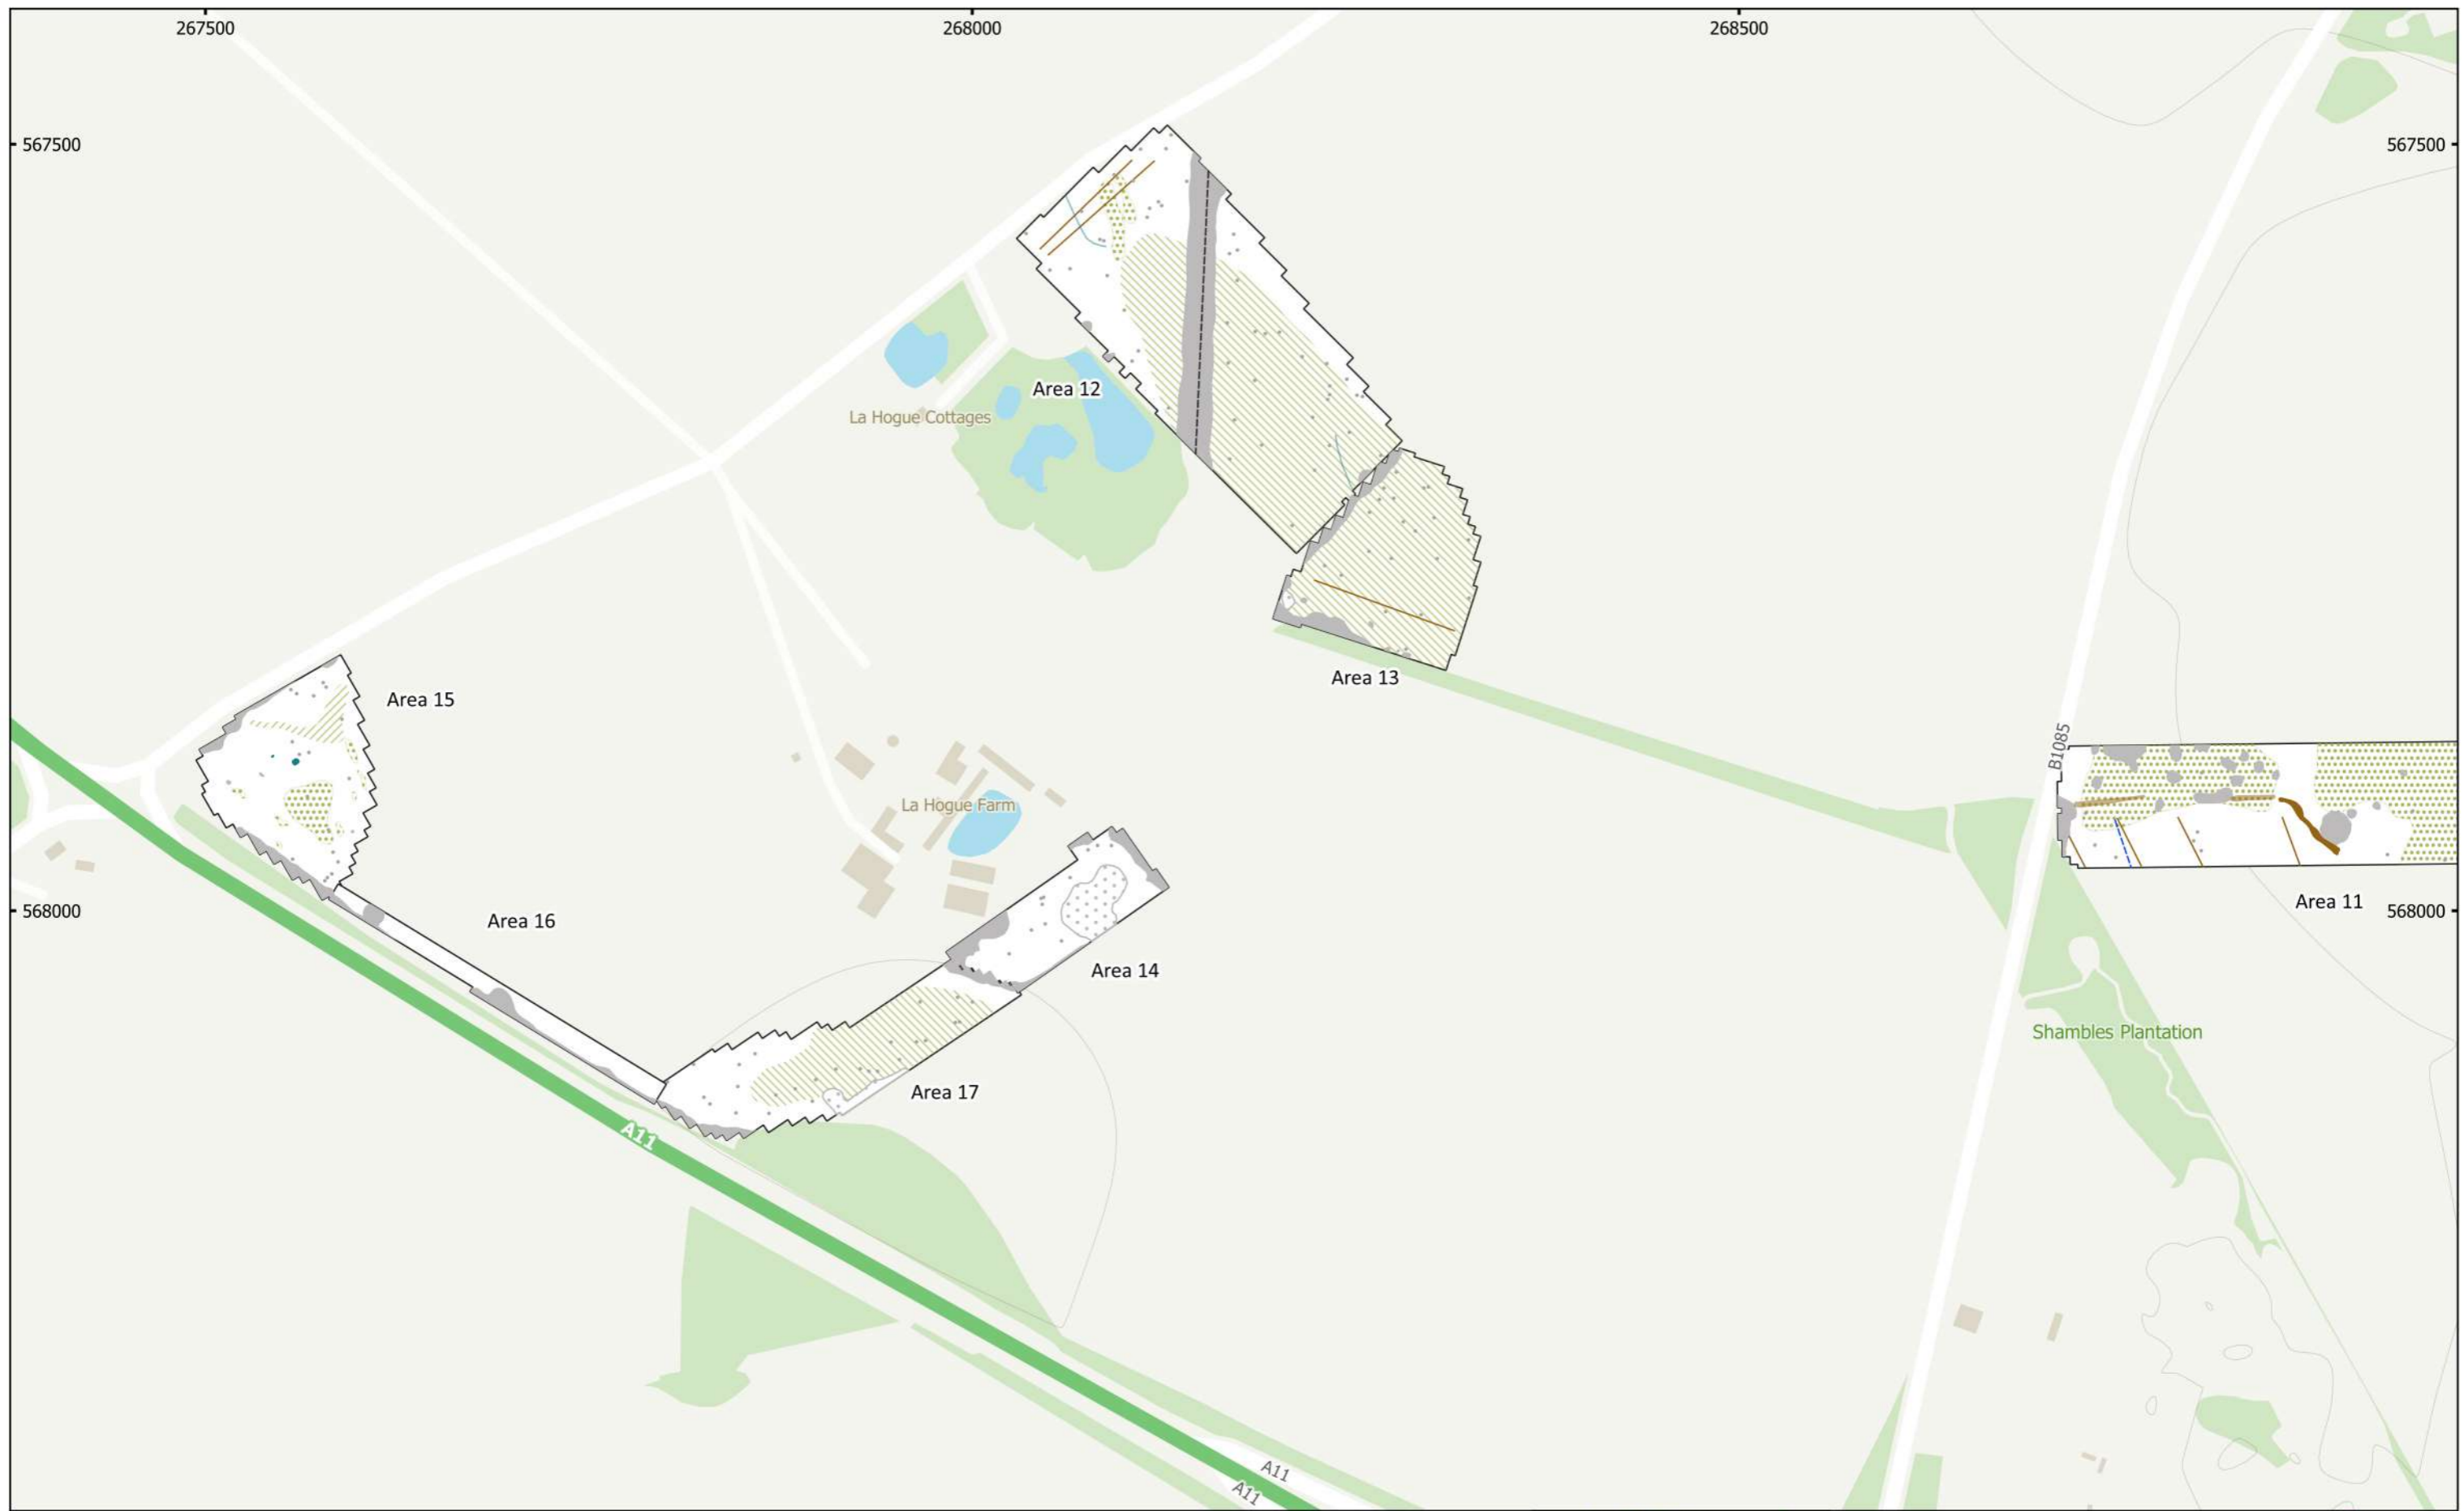 267500
268000
268500
567500
567500
Area 12
La Hogue Cottages
Area 13
Area 15
B1085
La Hogue Farm
Area 11
568000
568000
Area 16
Area 14
Shambles Plantation
Area 17
A11
A11
A11